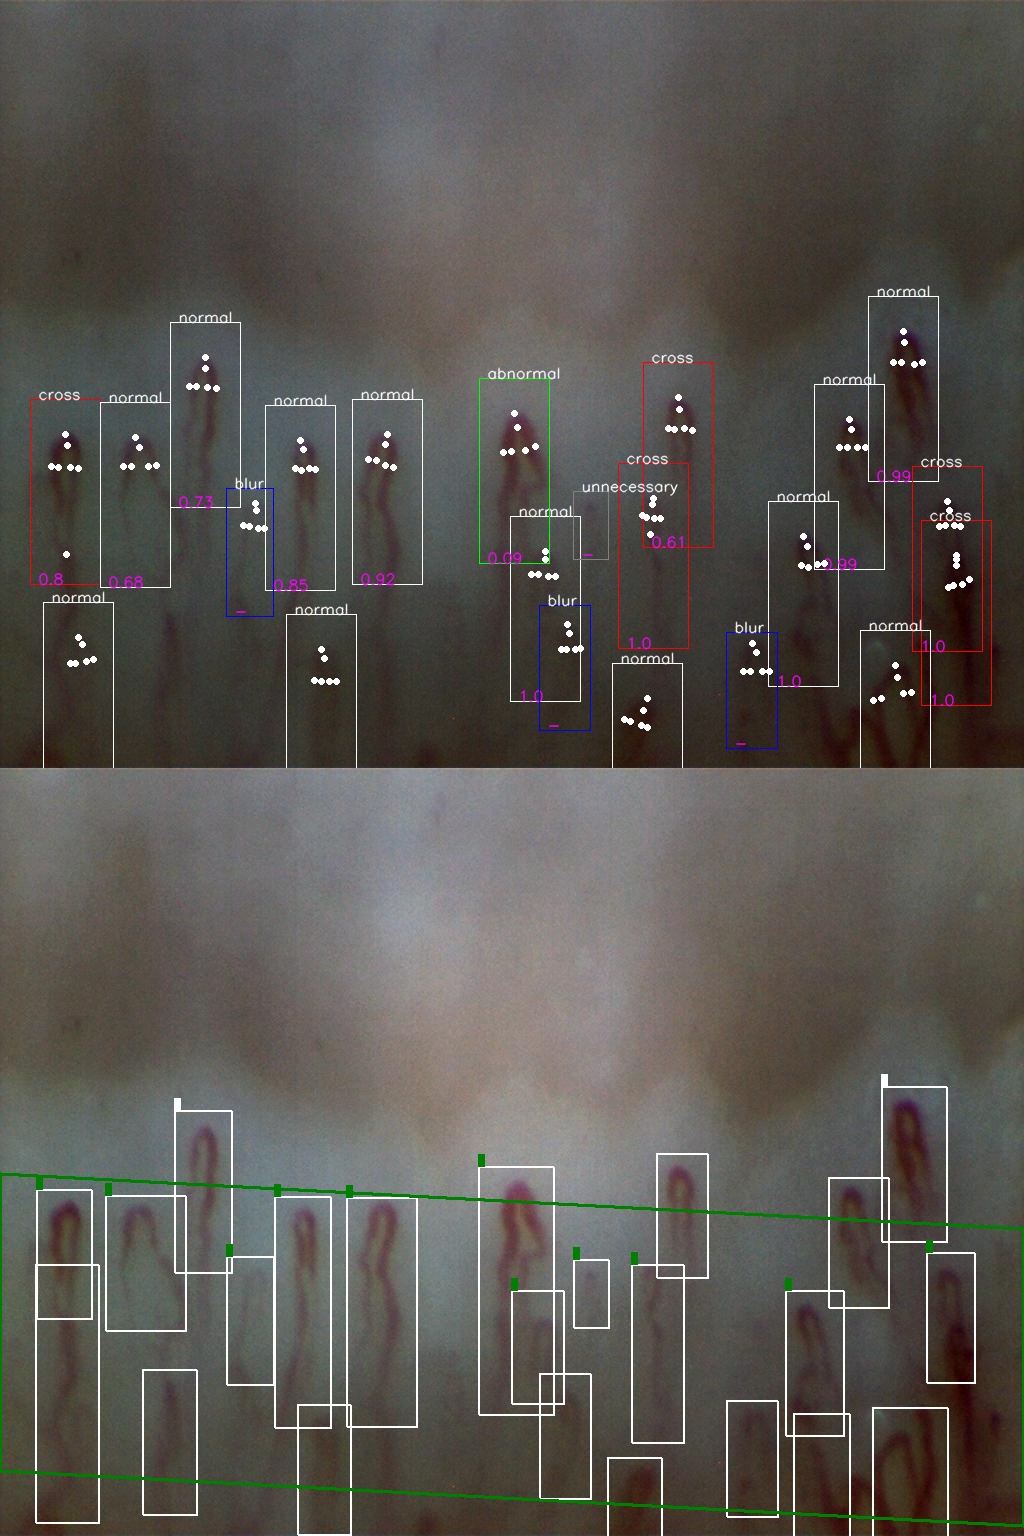 normal
normal
cross
abnormal
normal
cross
normal
normal
normal
cross
cross
0.99
blur
unnecessary
0.73
normal
normal
cross
0.61
0.09
_
0.99
0.8
0.68
0.85
0.92
normal
blur
_
normal
blur
normal
1.0
1.0
normal
1.0
1.0
1.0
_
_